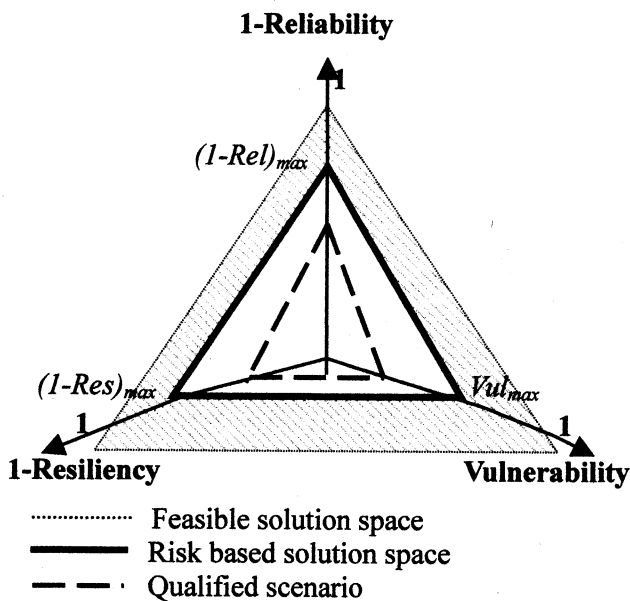 1-Reliability
1
(1-Rel)max
(1-Res)max
Vulmax
1
1
1-Resiliency
Vulnerability
Feasible solution space
Risk based solution space
Qualified scenario